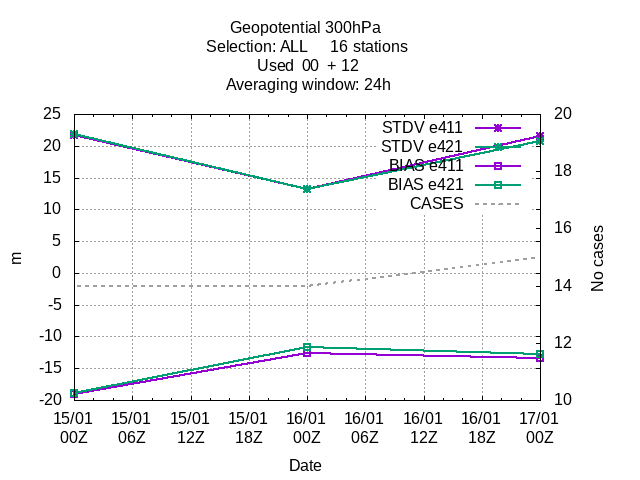 Geopotential 300hPa
Selection: ALL     16 stations
Used  00  + 12
Averaging window: 24h
25
20
15
10
5
0
-5
-10
-15
-20
m
20
18
16
14
12
10
No cases
STDV e411
STDV e421
BIAS e411
BIAS e421
CASES
15/01 15/01 15/01 15/01 16/01 16/01 16/01 16/01 17/01
00Z 06Z 12Z 18Z 00Z 06Z 12Z 18Z 00Z
Date